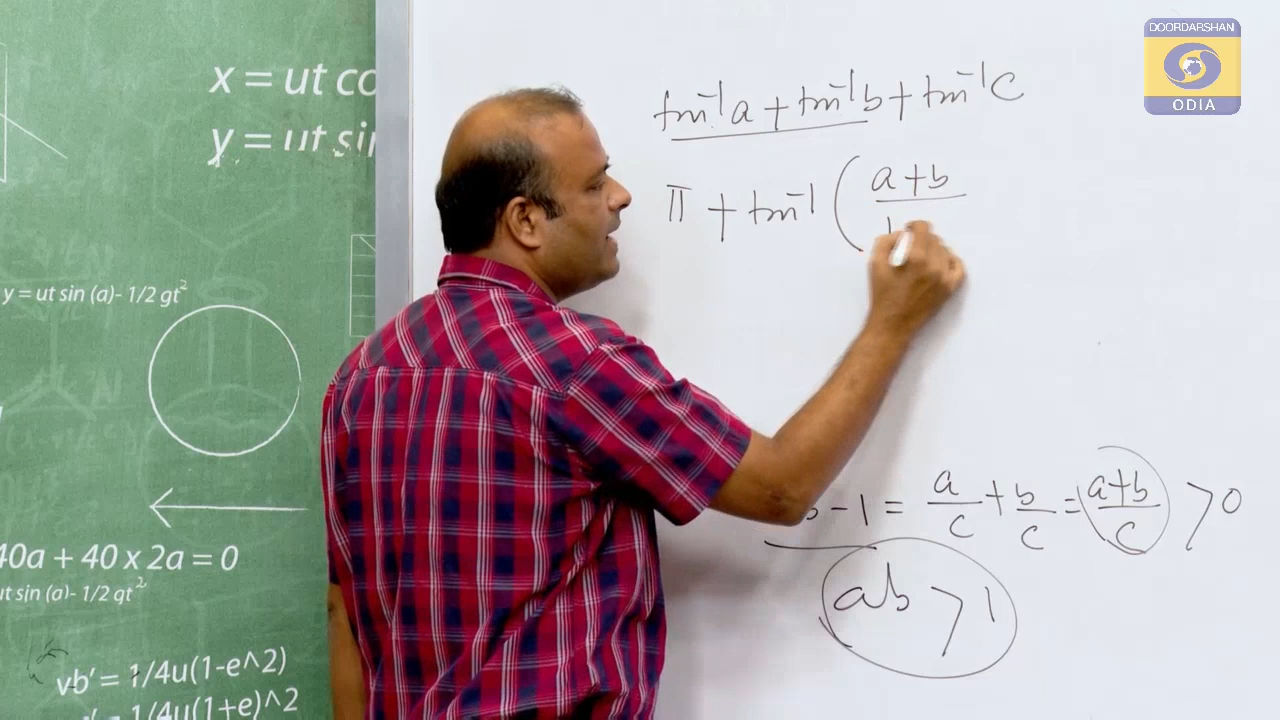 x = ut co
y = ut sin
y = ut sin (a)- 1/2 gt²
40a + 40 x 2a = 0
ut sin (a)- 1/2 gt²
vb' = 1/4u(1-e^2)
' = 1/4u(1+e)^2
DOORDARSHAN
ODIA
tan⁻¹a + tan⁻¹b + tan⁻¹c
π + tan⁻¹ ( a+b / 1
- 1 = a/c + b/c = a+b/c > 0
ab > 1